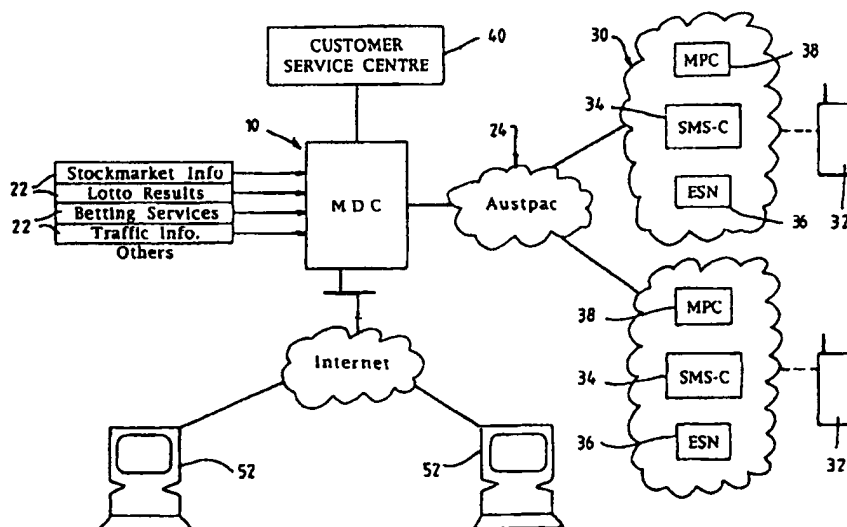 CUSTOMER
SERVICE CENTRE
40
10
22
22
Stockmarket Info
Lotto Results
Betting Services
Traffic Info.
Others
MDC
24
Austpac
30
MPC
38
34
SMS-C
ESN
36
32
38
MPC
34
SMS-C
36
ESN
32
Internet
52
52